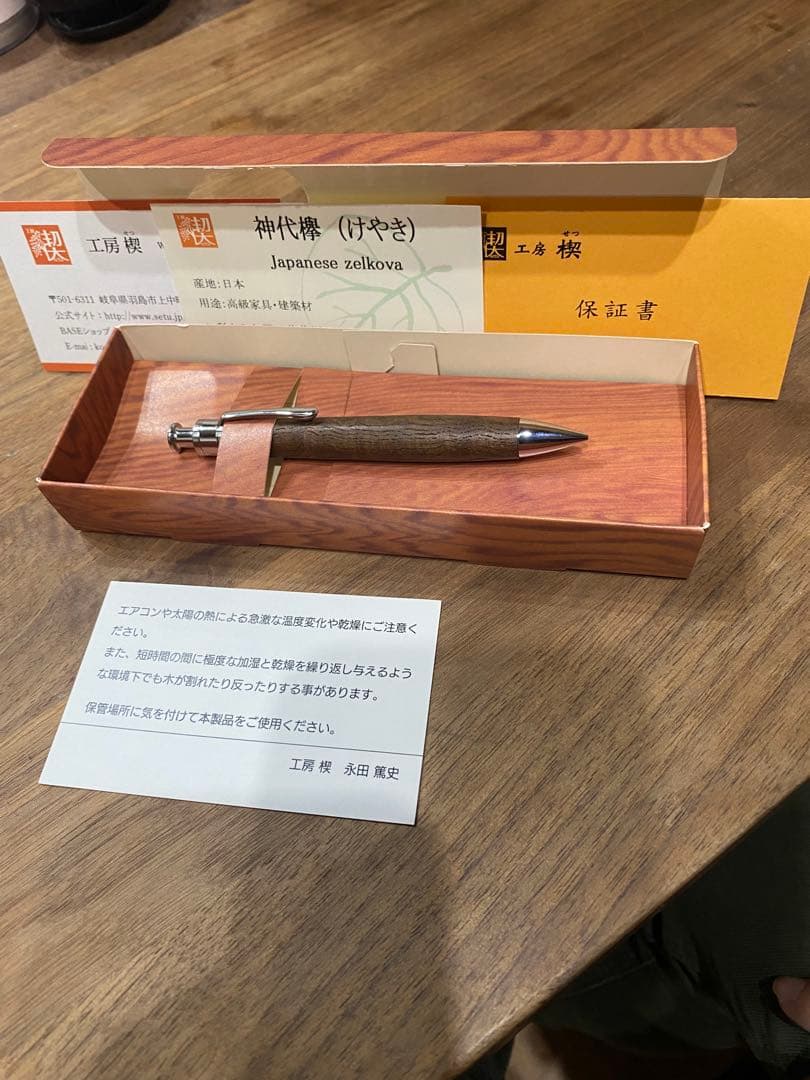 工房 楔
せつ
W
〒501-6311 岐阜県羽島市上中町
公式サイト：http://www.setu.jp
BASEショップ
E-mai：ko
神代欅（けやき）
Japanese zelkova
産地：日本
用途：高級家具・建築材
工房 楔
せつ
保証書
エアコンや太陽の熱による急激な温度変化や乾燥にご注意く
ださい。
また、短時間の間に極度な加湿と乾燥を繰り返し与えるよう
な環境下でも木が割れたり反ったりする事があります。
保管場所に気を付けて本製品をご使用ください。
工房 楔　永田 篤史